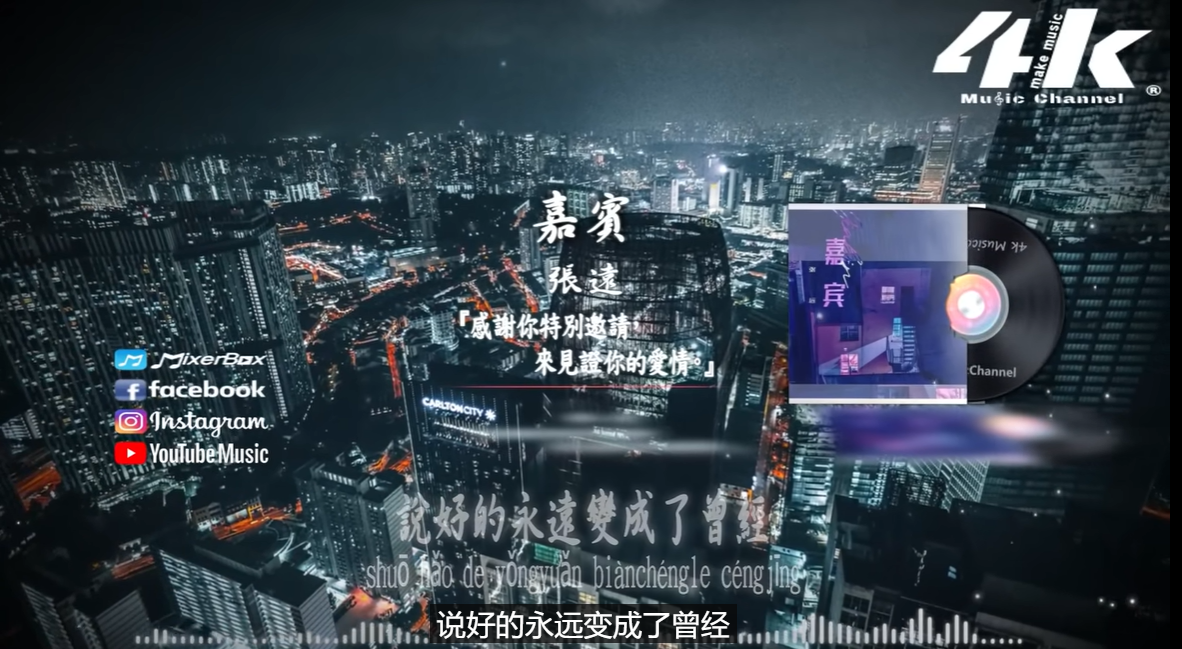 4k
make music
Music Channel
®
嘉賓
張遠
『感謝你特別邀請,
來見證你的愛情。』
嘉宾
4k Music
Channel
MixerBox
facebook
Instagram
YouTube Music
CARLTON CITY
說好的永遠變成了曾經
shuō hǎo de yǒngyuǎn biànchéngle céngjīng
说好的永远变成了曾经